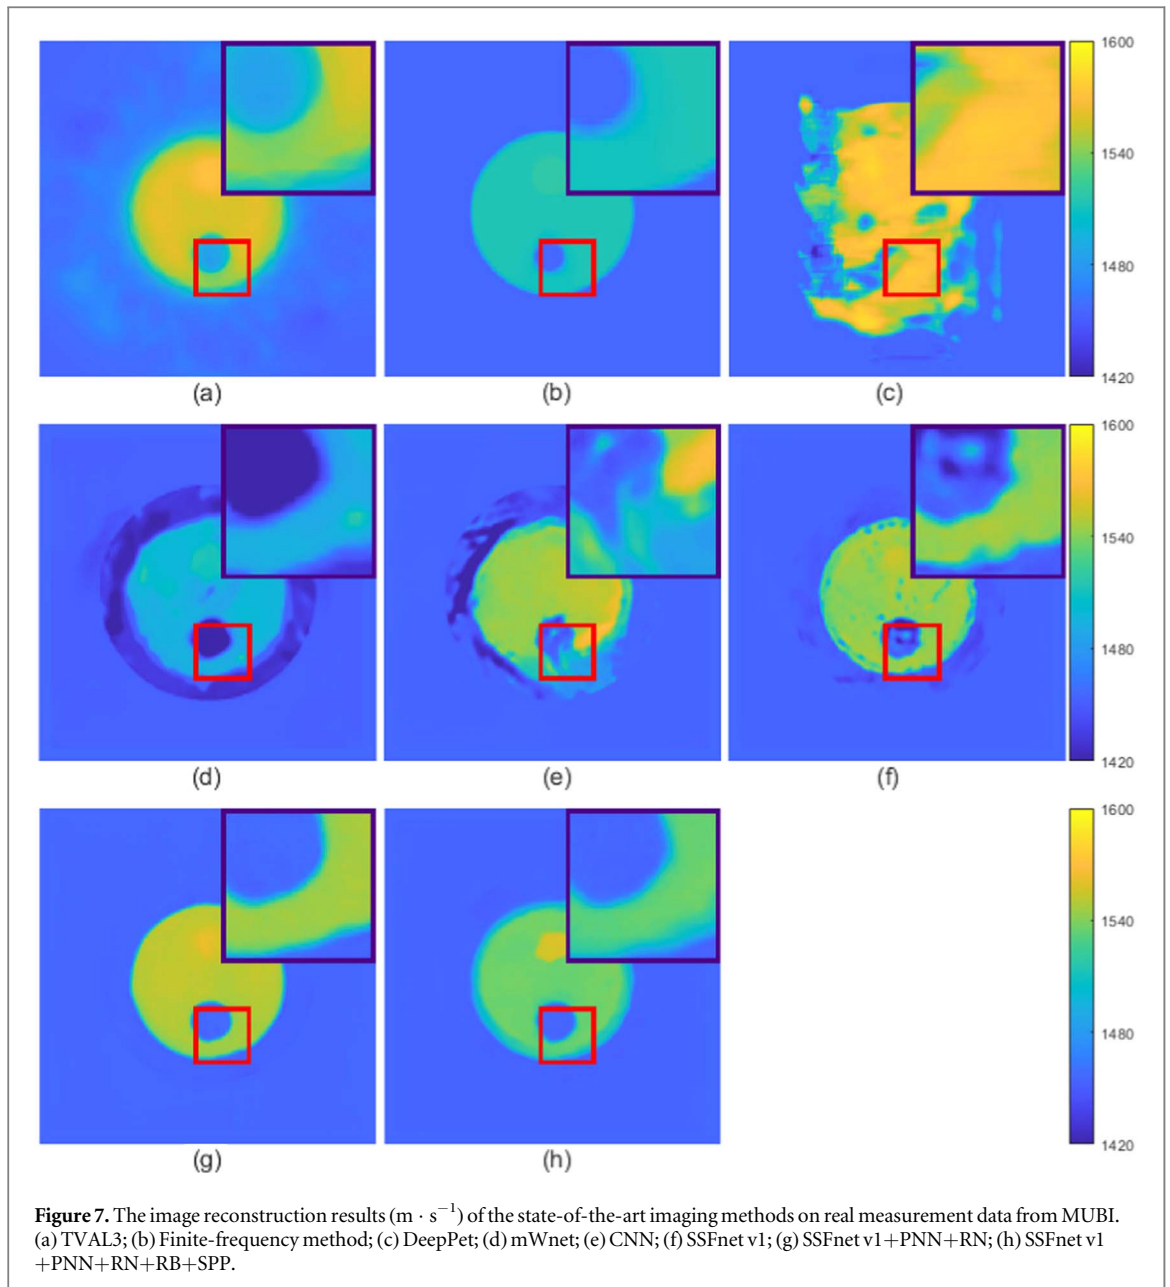 1600
1540
1480
1420
(a)
(b)
(c)
1600
1540
1480
1420
(d)
(e)
(f)
1600
1540
1480
1420
(g)
(h)
Figure 7. The image reconstruction results (m · s⁻¹) of the state-of-the-art imaging methods on real measurement data from MUBI.
(a) TVAL3; (b) Finite-frequency method; (c) DeepPet; (d) mWnet; (e) CNN; (f) SSFnet v1; (g) SSFnet v1+PNN+RN; (h) SSFnet v1
+PNN+RN+RB+SPP.